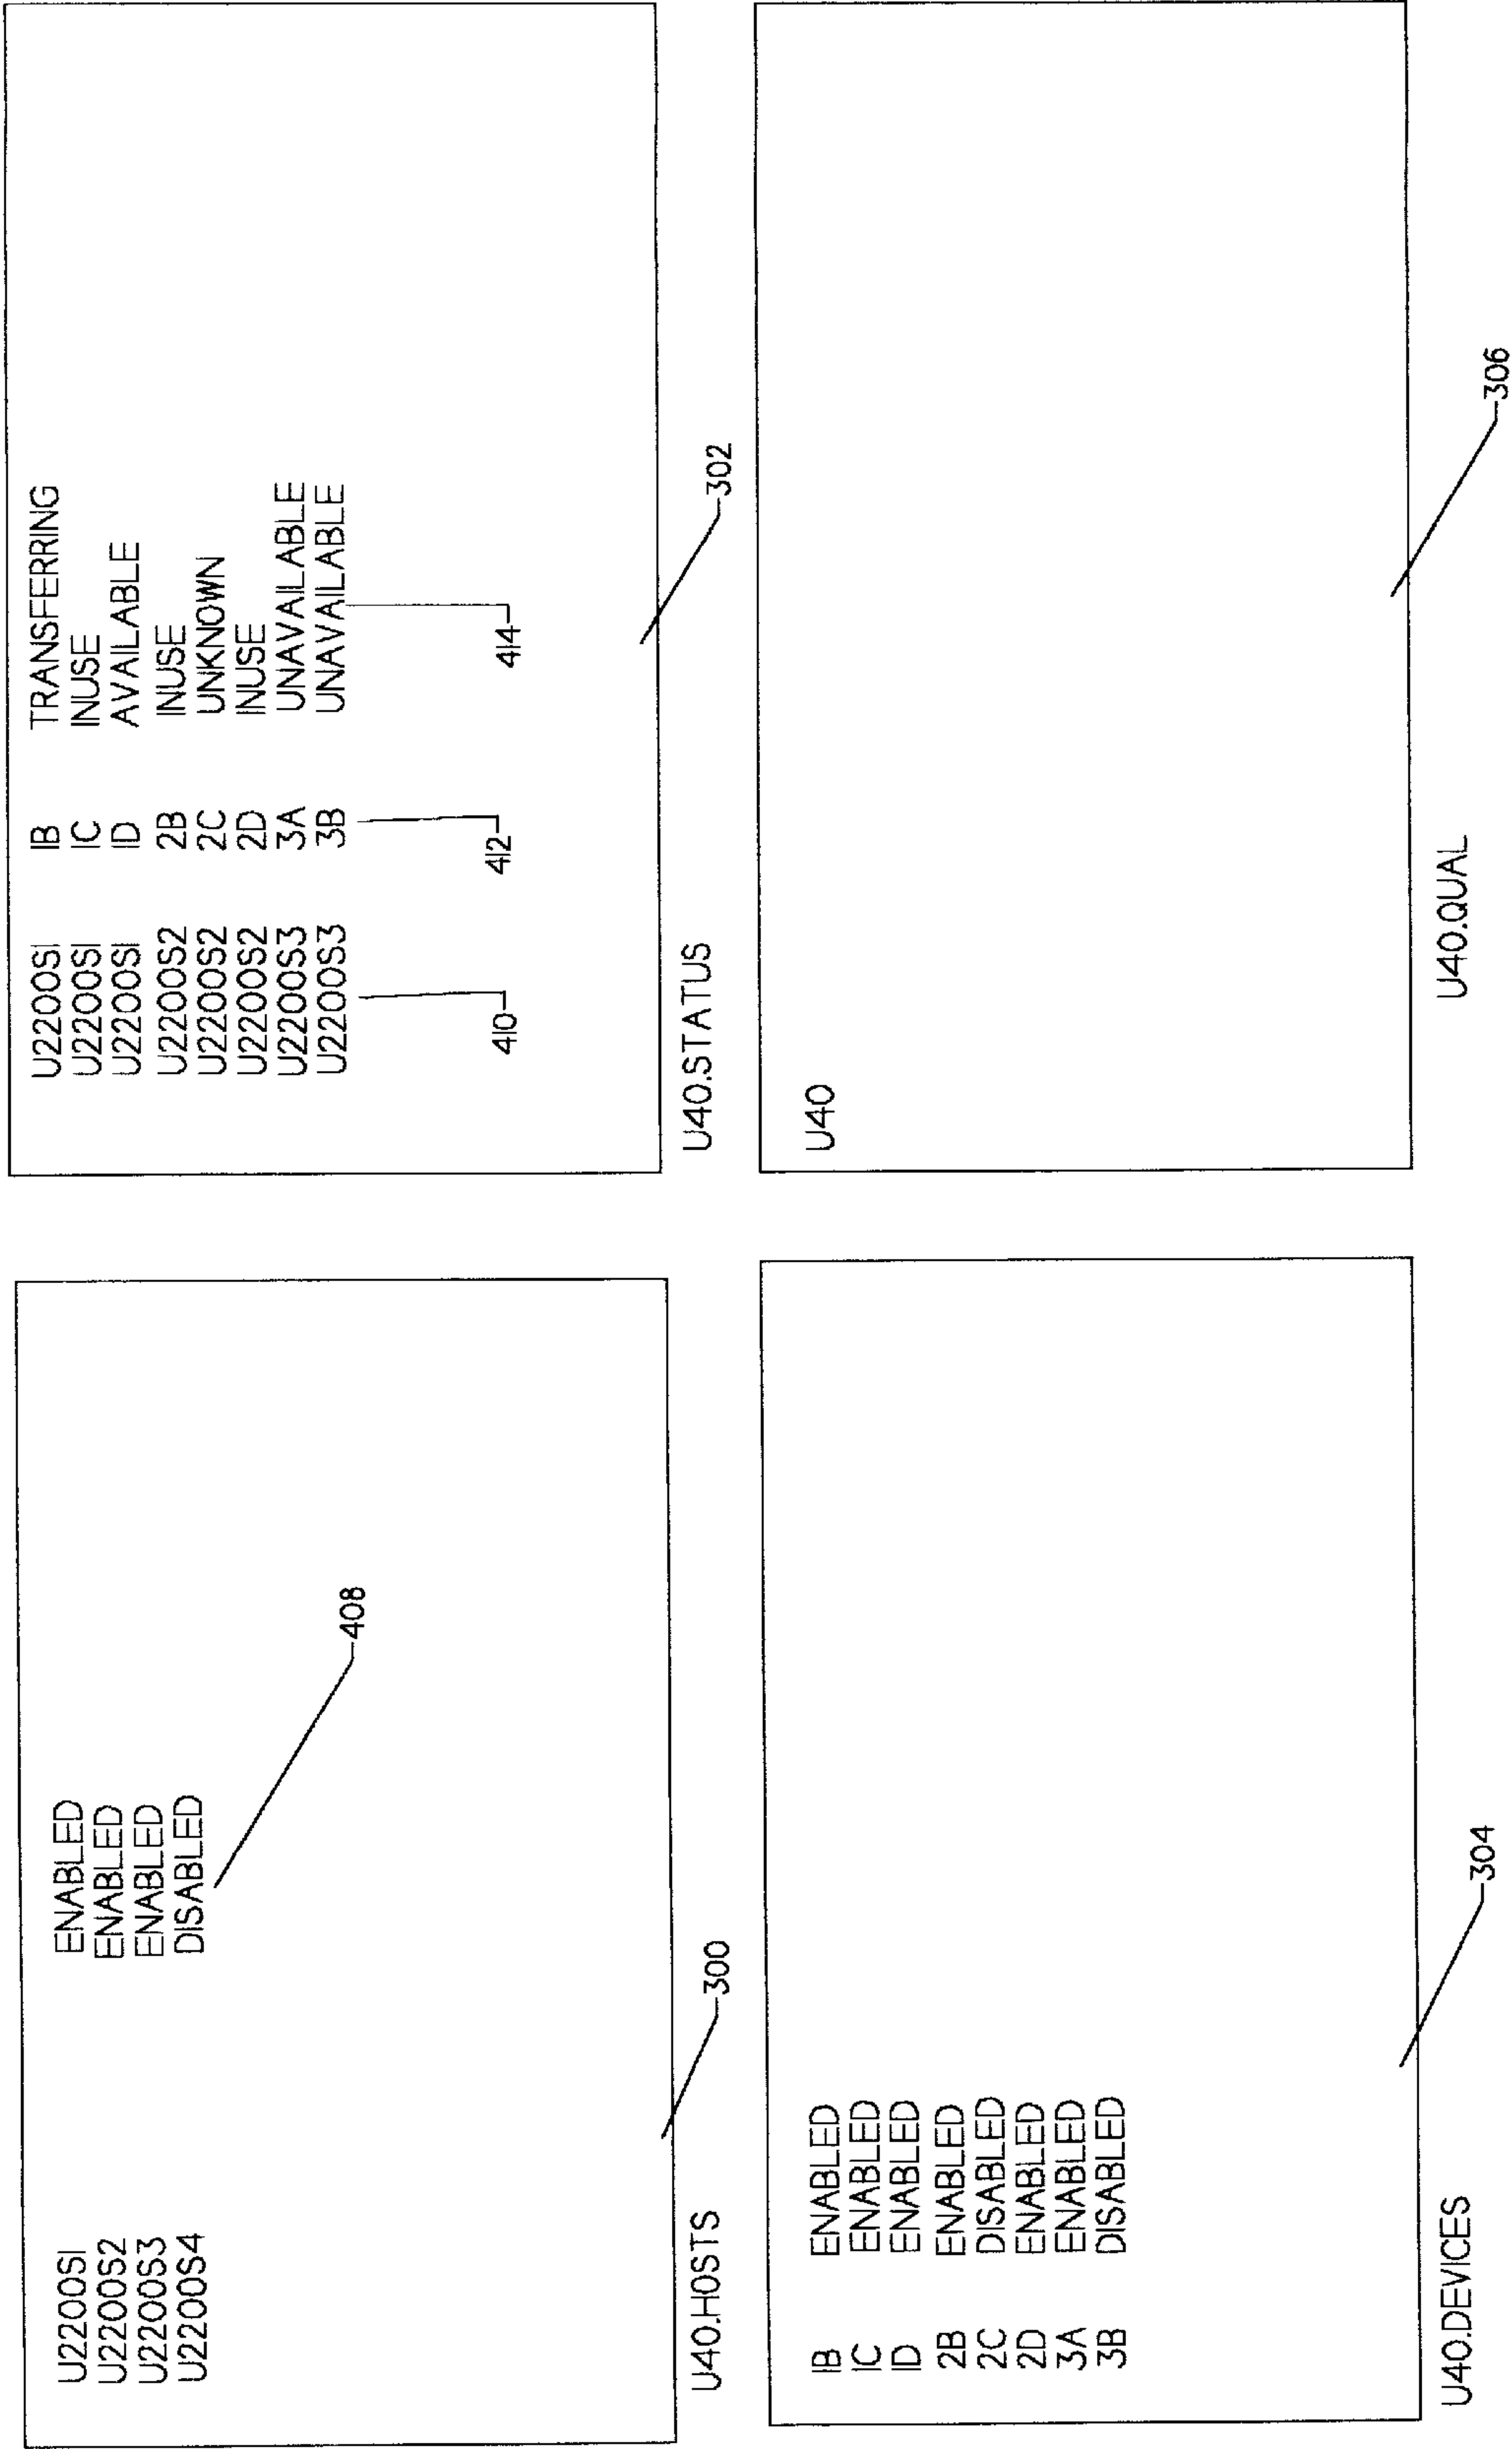 U2200S1 ENABLED
U2200S2 ENABLED
U2200S3 ENABLED
U2200S4 DISABLED
408
U40.HOSTS
300
U2200S1 1B TRANSFERRING
U2200S1 1C INUSE
U2200S1 1D AVAILABLE
U2200S2 2B INUSE
U2200S2 2C UNKNOWN
U2200S2 2D INUSE
U2200S3 3A UNAVAILABLE
U2200S3 3B UNAVAILABLE
410 412 414
U40.STATUS
302
1B ENABLED
1C ENABLED
1D ENABLED
2B ENABLED
2C DISABLED
2D ENABLED
3A ENABLED
3B DISABLED
U40.DEVICES
304
U40
U40.QUAL
306